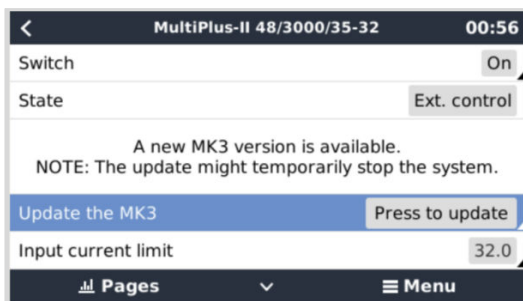 MultiPlus-II 48/3000/35-32 00:56
Switch On
State Ext. control
A new MK3 version is available.
NOTE: The update might temporarily stop the system.
Update the MK3 Press to update
Input current limit 32.0
Pages Menu